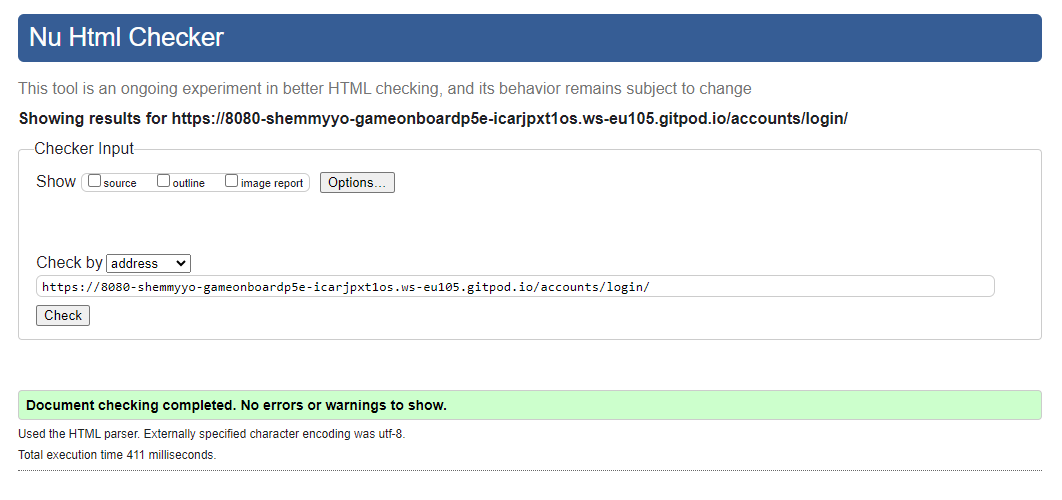 Nu Html Checker
This tool is an ongoing experiment in better HTML checking, and its behavior remains subject to change
Showing results for https://8080-shemmyyo-gameonboardp5e-icarjpxt1os.ws-eu105.gitpod.io/accounts/login/
Checker Input
Show source outline image report Options...
Check by address
https://8080-shemmyyo-gameonboardp5e-icarjpxt1os.ws-eu105.gitpod.io/accounts/login/
Check
Document checking completed. No errors or warnings to show.
Used the HTML parser. Externally specified character encoding was utf-8.
Total execution time 411 milliseconds.